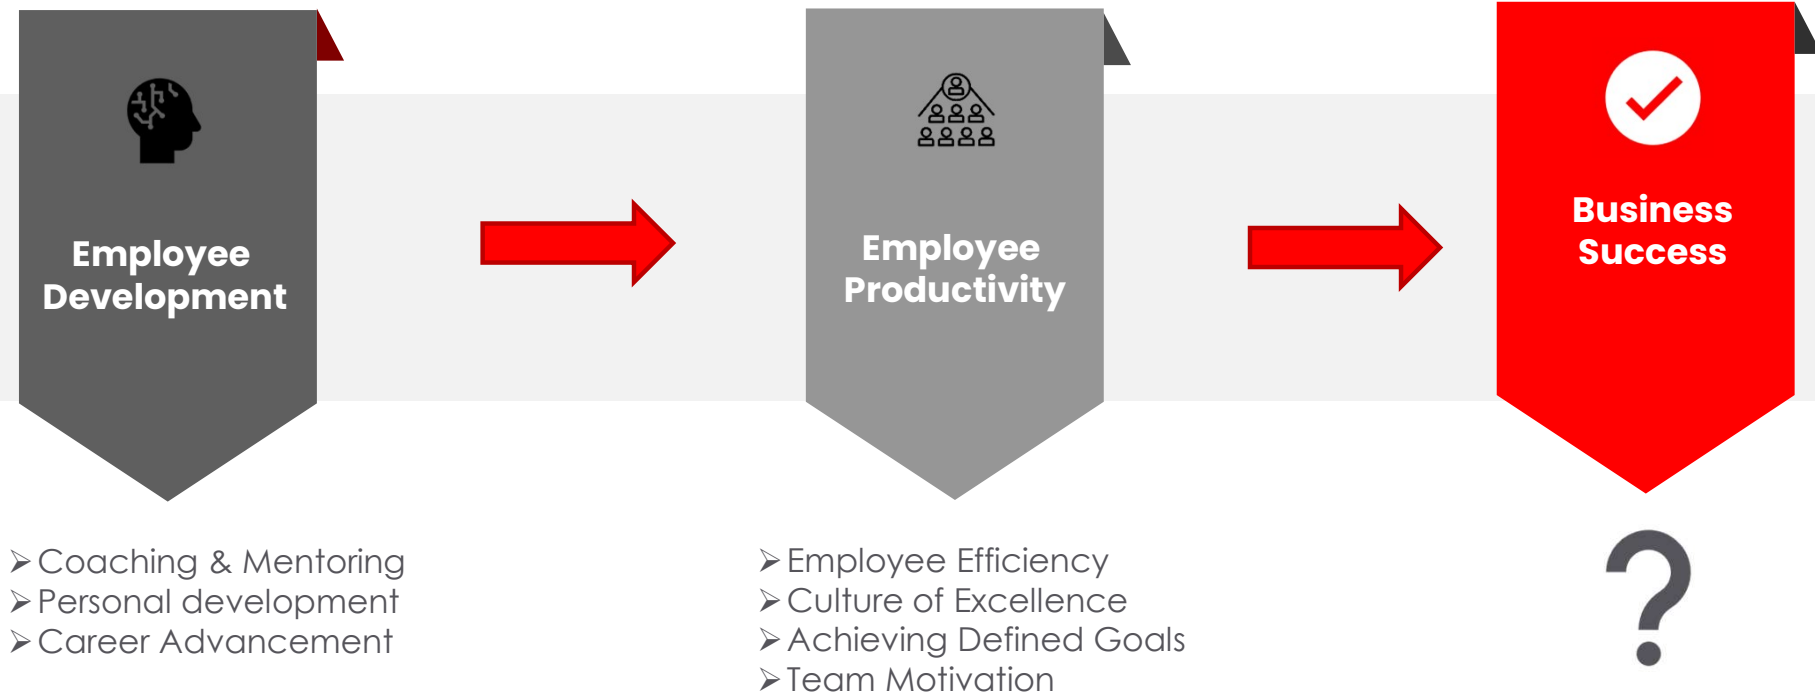 Employee
Development
Employee
Productivity
Business
Success
➢Coaching & Mentoring
➢Personal development
➢Career Advancement
➢Employee Efficiency
➢Culture of Excellence
➢Achieving Defined Goals
➢Team Motivation
?